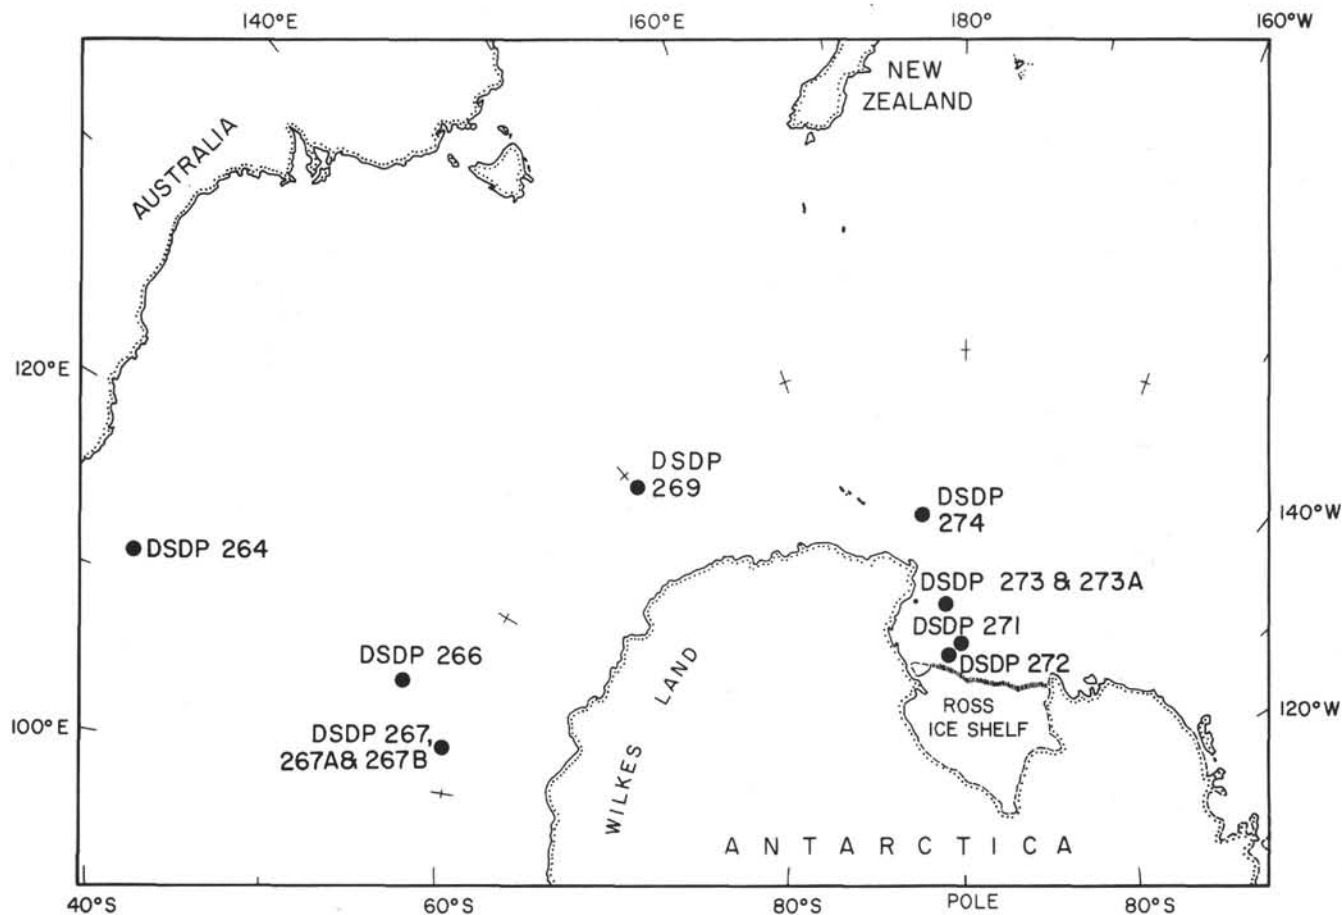 140°E 160°E 180° 160°W
NEW
ZEALAND
AUSTRALIA
120°E
DSDP
269
DSDP
274
140°W
DSDP 264
DSDP 273 & 273A
DSDP 271
DSDP 266
DSDP 272
LAND
ROSS
ICE SHELF
120°W
100°E
DSDP 267,
267A& 267B
WILKES
ANTARCTICA
40°S 60°S 80°S POLE 80°S